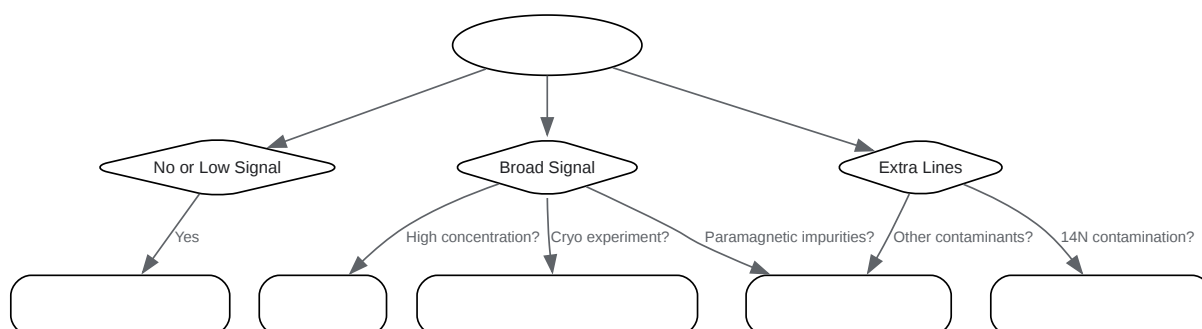 No or Low Signal
Broad Signal
Extra Lines
Yes
High concentration?
Cryo experiment?
Paramagnetic impurities?
Other contaminants?
14N contamination?